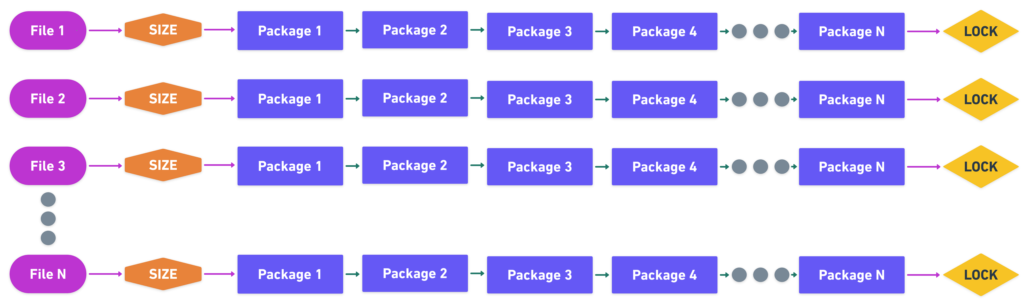 File 1 SIZE Package 1 Package 2 Package 3 Package 4 Package N LOCK
File 2 SIZE Package 1 Package 2 Package 3 Package 4 Package N LOCK
File 3 SIZE Package 1 Package 2 Package 3 Package 4 Package N LOCK
File N SIZE Package 1 Package 2 Package 3 Package 4 Package N LOCK